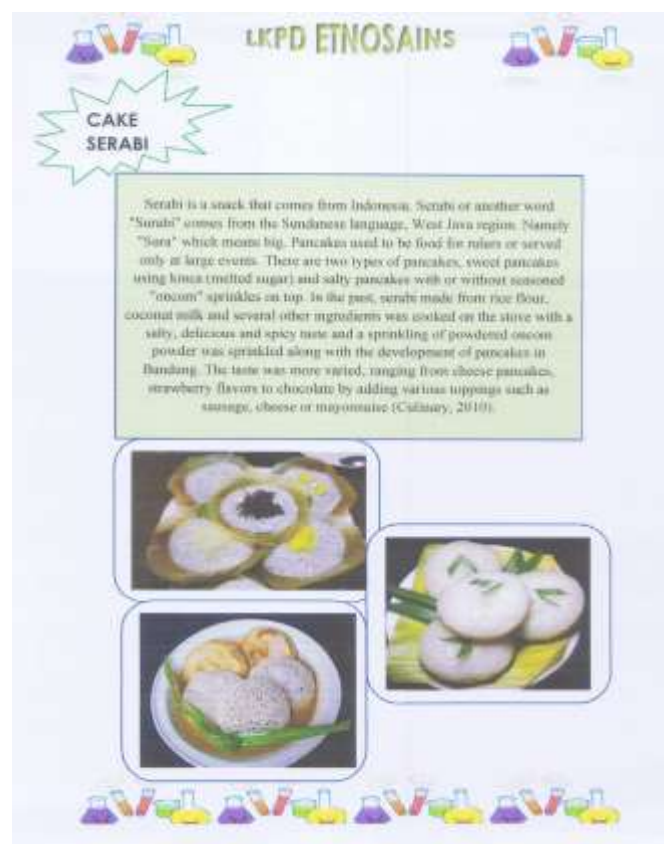 LKPD ETNOSAINS
CAKE
SERABI
Serabi is a snack that comes from Indonesia. Serabi or another word
"Surabi" comes from the Sundanese language, West Java region. Namely
"Sura" which means big. Pancakes used to be food for rulers or served
only at large events. There are two types of pancakes, sweet pancakes
using kinca (melted sugar) and salty pancakes with or without seasoned
"oncom" sprinkles on top. In the past, serabi made from rice flour,
coconut milk and several other ingredients was cooked on the stove with a
salty, delicious and spicy taste and a sprinkling of powdered oncom
powder was sprinkled along with the development of pancakes in
Bandung. The taste was more varied, ranging from cheese pancakes,
strawberry flavors to chocolate by adding various toppings such as
sausage, cheese or mayonnaise (Culinary, 2010).